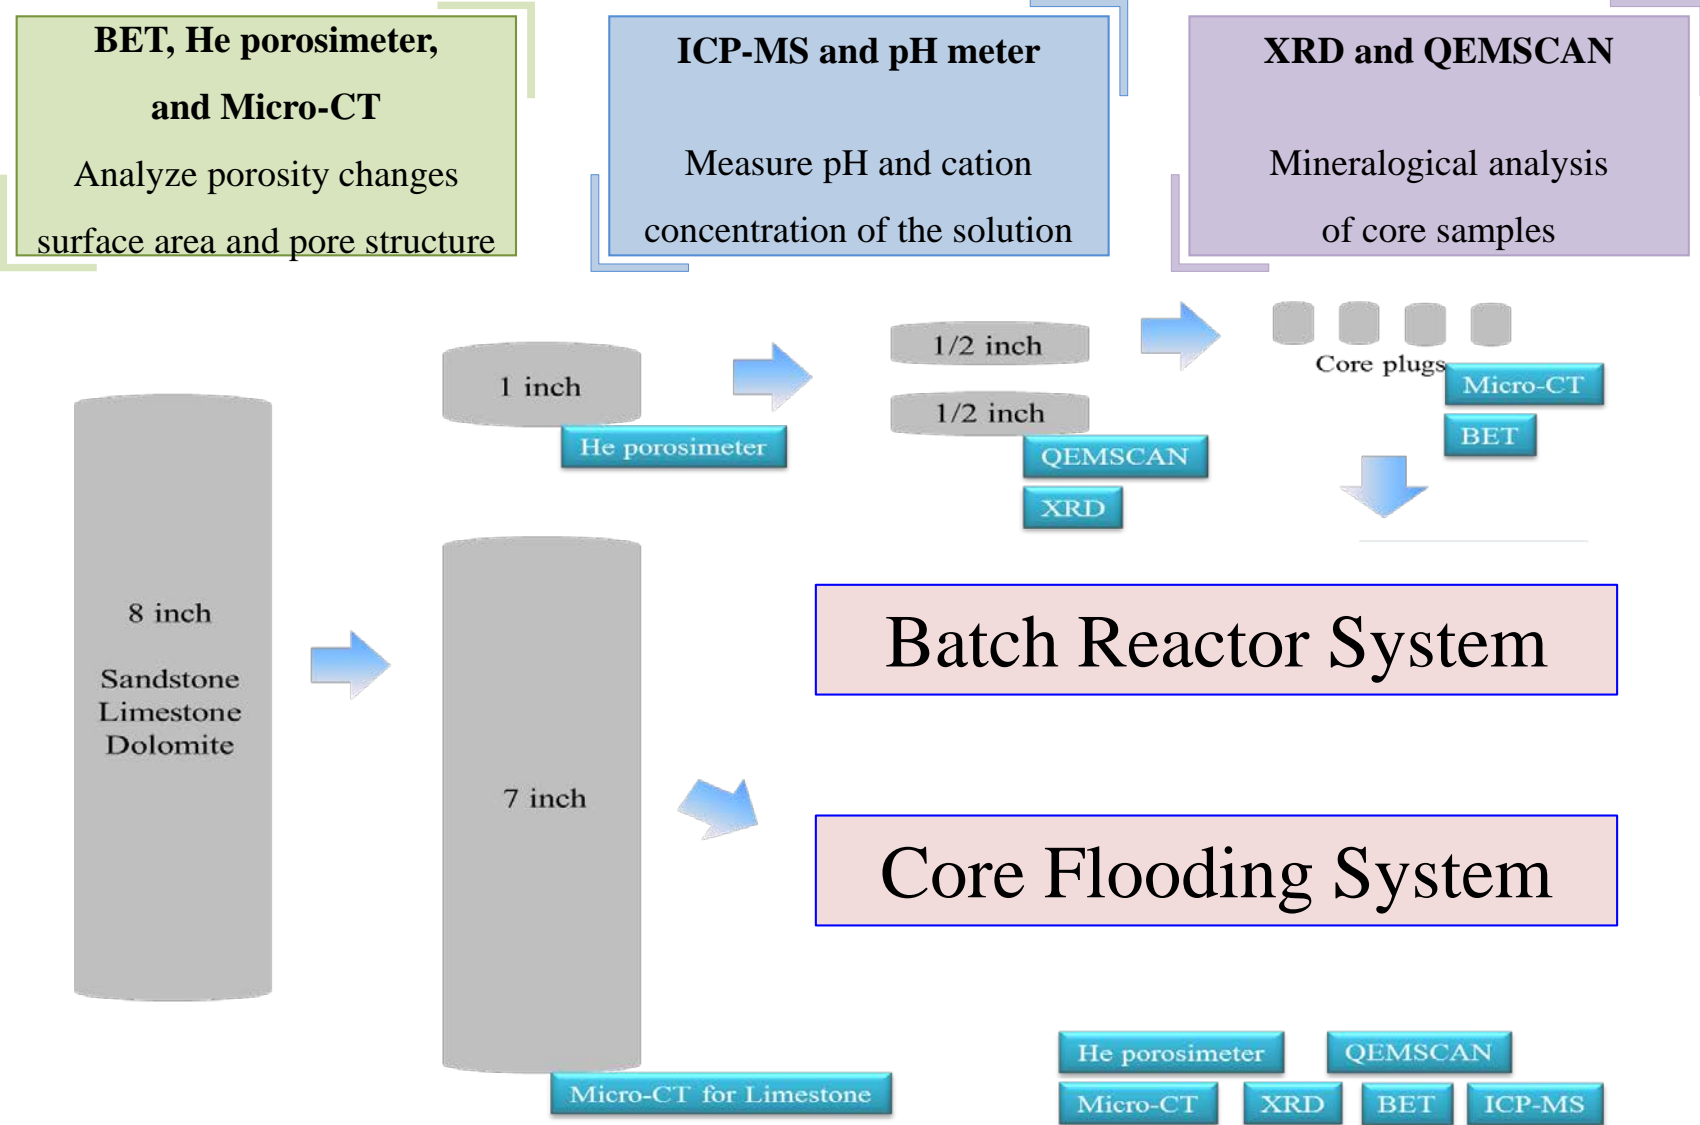 BET, He porosimeter,
and Micro-CT
Analyze porosity changes
surface area and pore structure
ICP-MS and pH meter
Measure pH and cation
concentration of the solution
XRD and QEMSCAN
Mineralogical analysis
of core samples
1 inch
He porosimeter
1/2 inch
1/2 inch
QEMSCAN
XRD
Core plugs
Micro-CT
BET
8 inch
Sandstone
Limestone
Dolomite
7 inch
Micro-CT for Limestone
Batch Reactor System
Core Flooding System
He porosimeter
QEMSCAN
Micro-CT
XRD
BET
ICP-MS